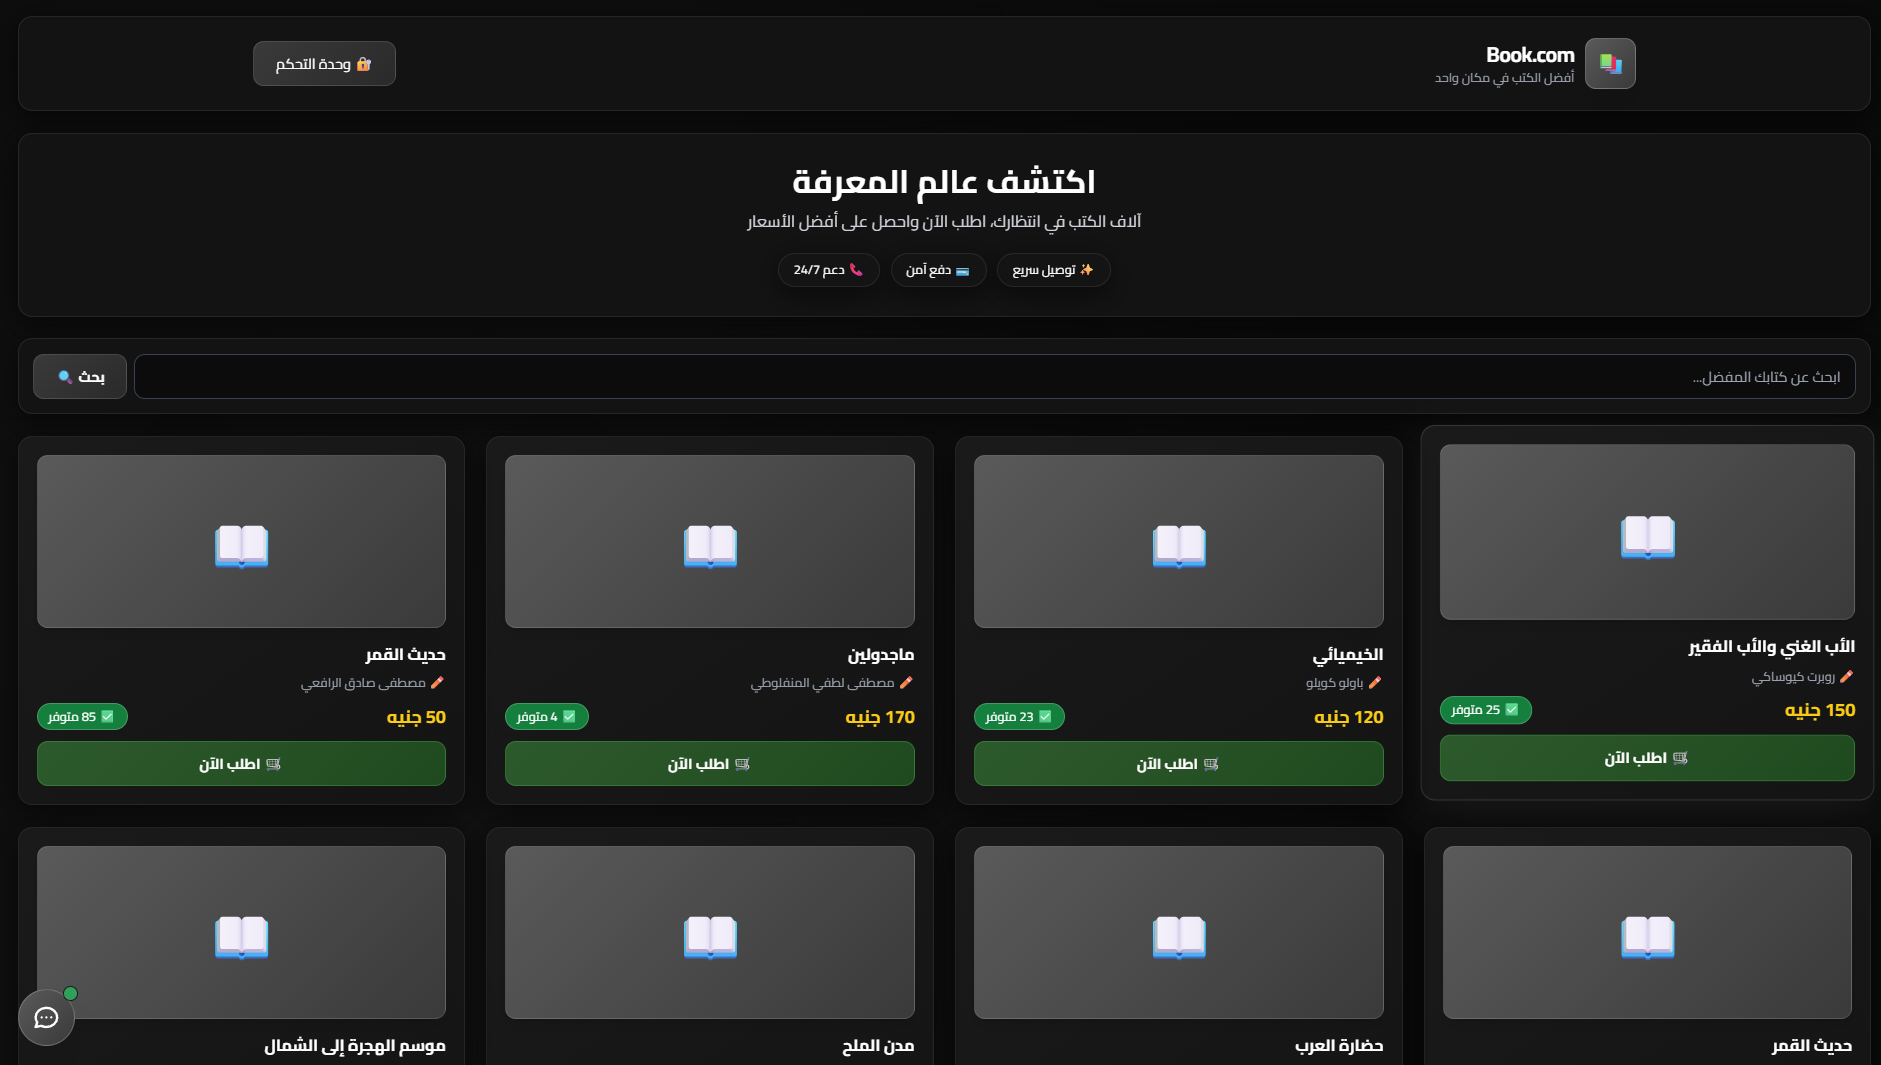 Book.com
أفضل الكتب في مكان واحد
وحدة التحكم
اكتشف عالم المعرفة
آلاف الكتب في انتظارك، اطلب الآن واحصل على أفضل الأسعار
توصيل سريع
دفع آمن
دعم 24/7
ابحث عن كتابك المفضل...
بحث
الأب الغني والأب الفقير
روبرت كيوساكي
150 جنيه
25 متوفر
اطلب الآن
الخيميائي
باولو كويلو
120 جنيه
23 متوفر
اطلب الآن
ماجدولين
مصطفى لطفي المنفلوطي
170 جنيه
4 متوفر
اطلب الآن
حديث القمر
مصطفى صادق الرافعي
50 جنيه
85 متوفر
اطلب الآن
حديث القمر
حضارة العرب
مدن الملح
موسم الهجرة إلى الشمال